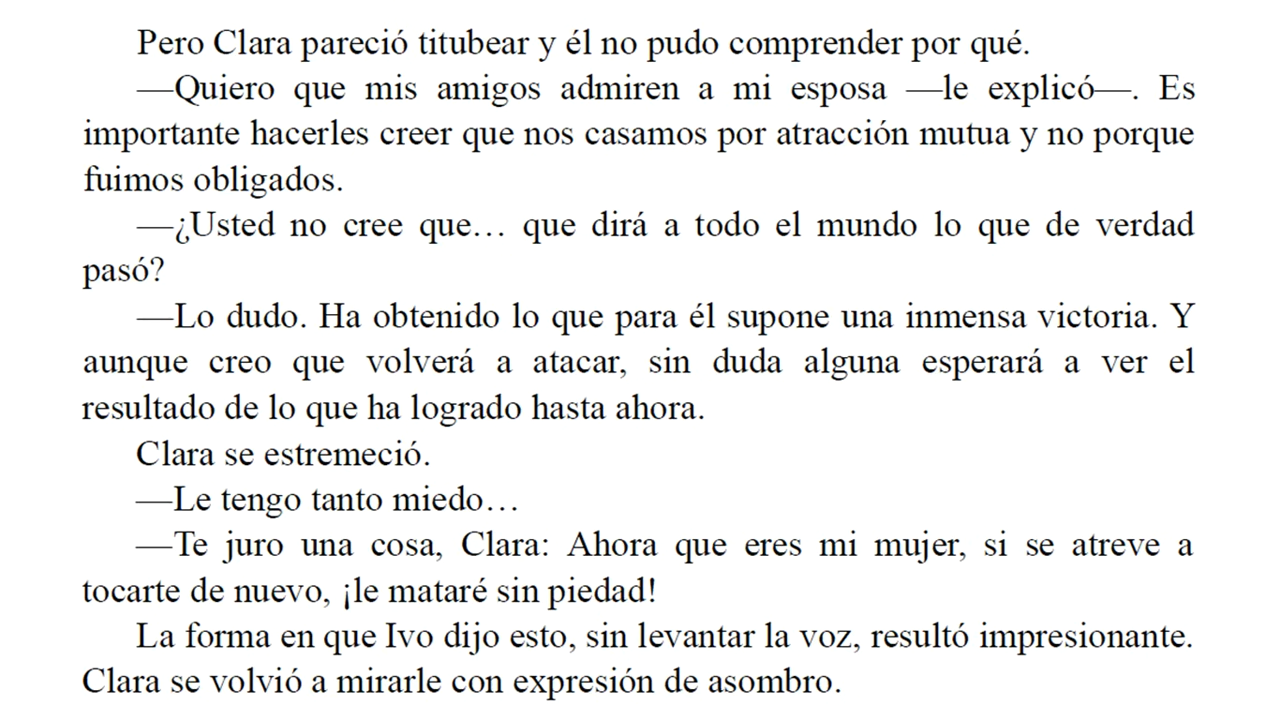 Pero Clara pareció titubear y él no pudo comprender por qué.
—Quiero que mis amigos admiren a mi esposa —le explicó—. Es
importante hacerles creer que nos casamos por atracción mutua y no porque
fuimos obligados.
—¿Usted no cree que… que dirá a todo el mundo lo que de verdad
pasó?
—Lo dudo. Ha obtenido lo que para él supone una inmensa victoria. Y
aunque creo que volverá a atacar, sin duda alguna esperará a ver el
resultado de lo que ha logrado hasta ahora.
Clara se estremeció.
—Le tengo tanto miedo…
—Te juro una cosa, Clara: Ahora que eres mi mujer, si se atreve a
tocarte de nuevo, ¡le mataré sin piedad!
La forma en que Ivo dijo esto, sin levantar la voz, resultó impresionante.
Clara se volvió a mirarle con expresión de asombro.